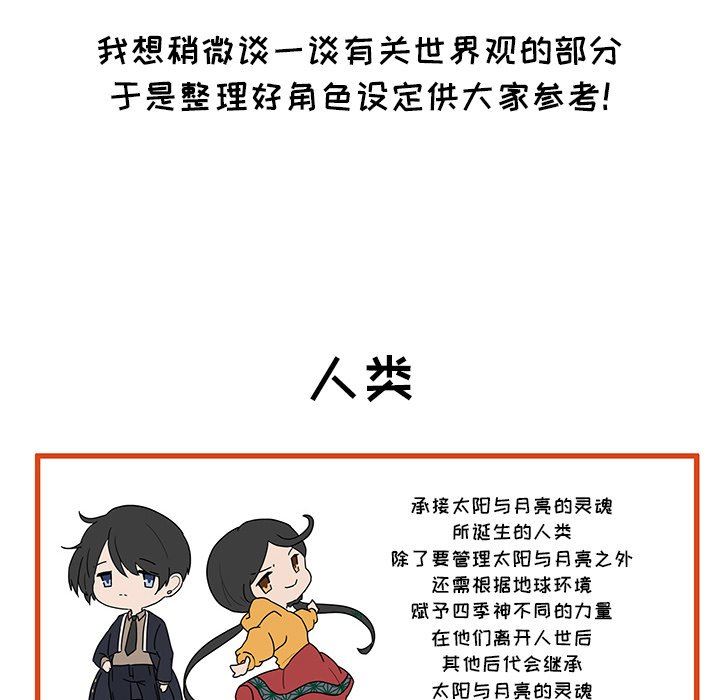 我想稍微谈一谈有关世界观的部分
于是整理好角色设定供大家参考!
人类
承接太阳与月亮的灵魂
所诞生的人类
除了要管理太阳与月亮之外
还需根据地球环境
赋予四季神不同的力量
在他们离开人世后
其他后代会继承
太阳与月亮的灵魂